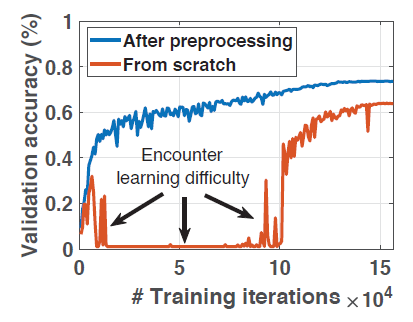 Validation accuracy (%)
1
0.8
0.6
0.4
0.2
0
After preprocessing
From scratch
Encounter
learning difficulty
0 5 10 15
# Training iterations × 10⁴